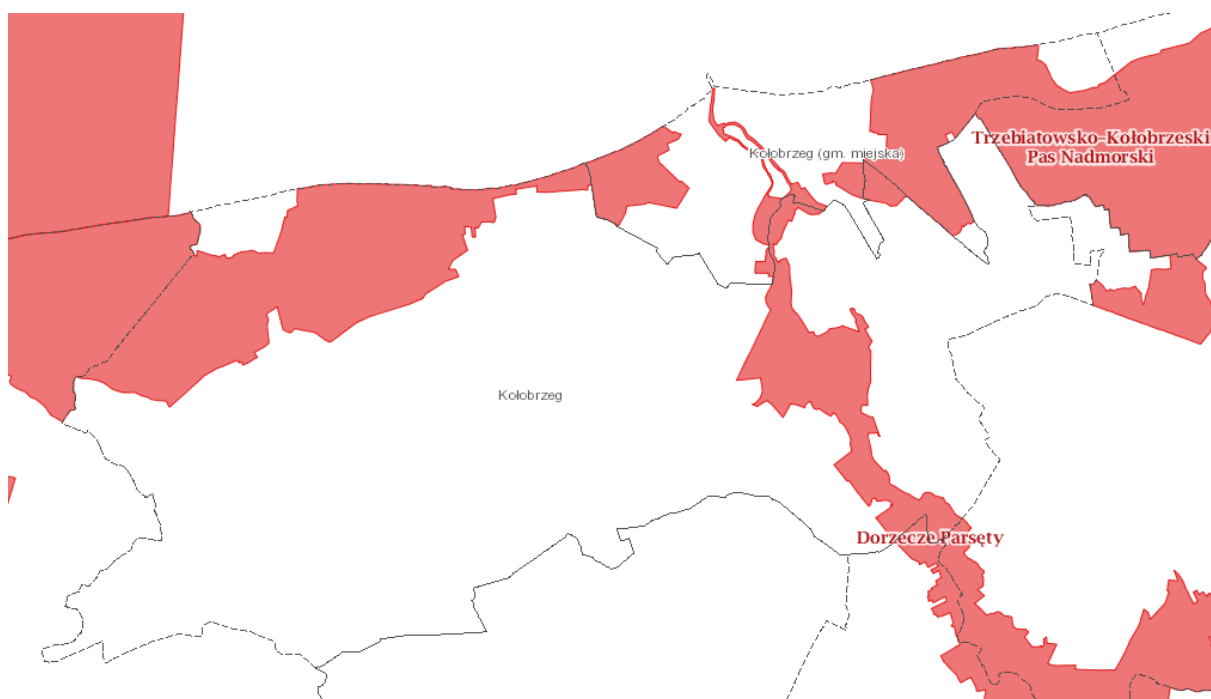 Trzebiatowsko-Kołobrzeski
Pas Nadmorski
Kołobrzeg (gm. miejska)
Kołobrzeg
Dorzecze Parsęty